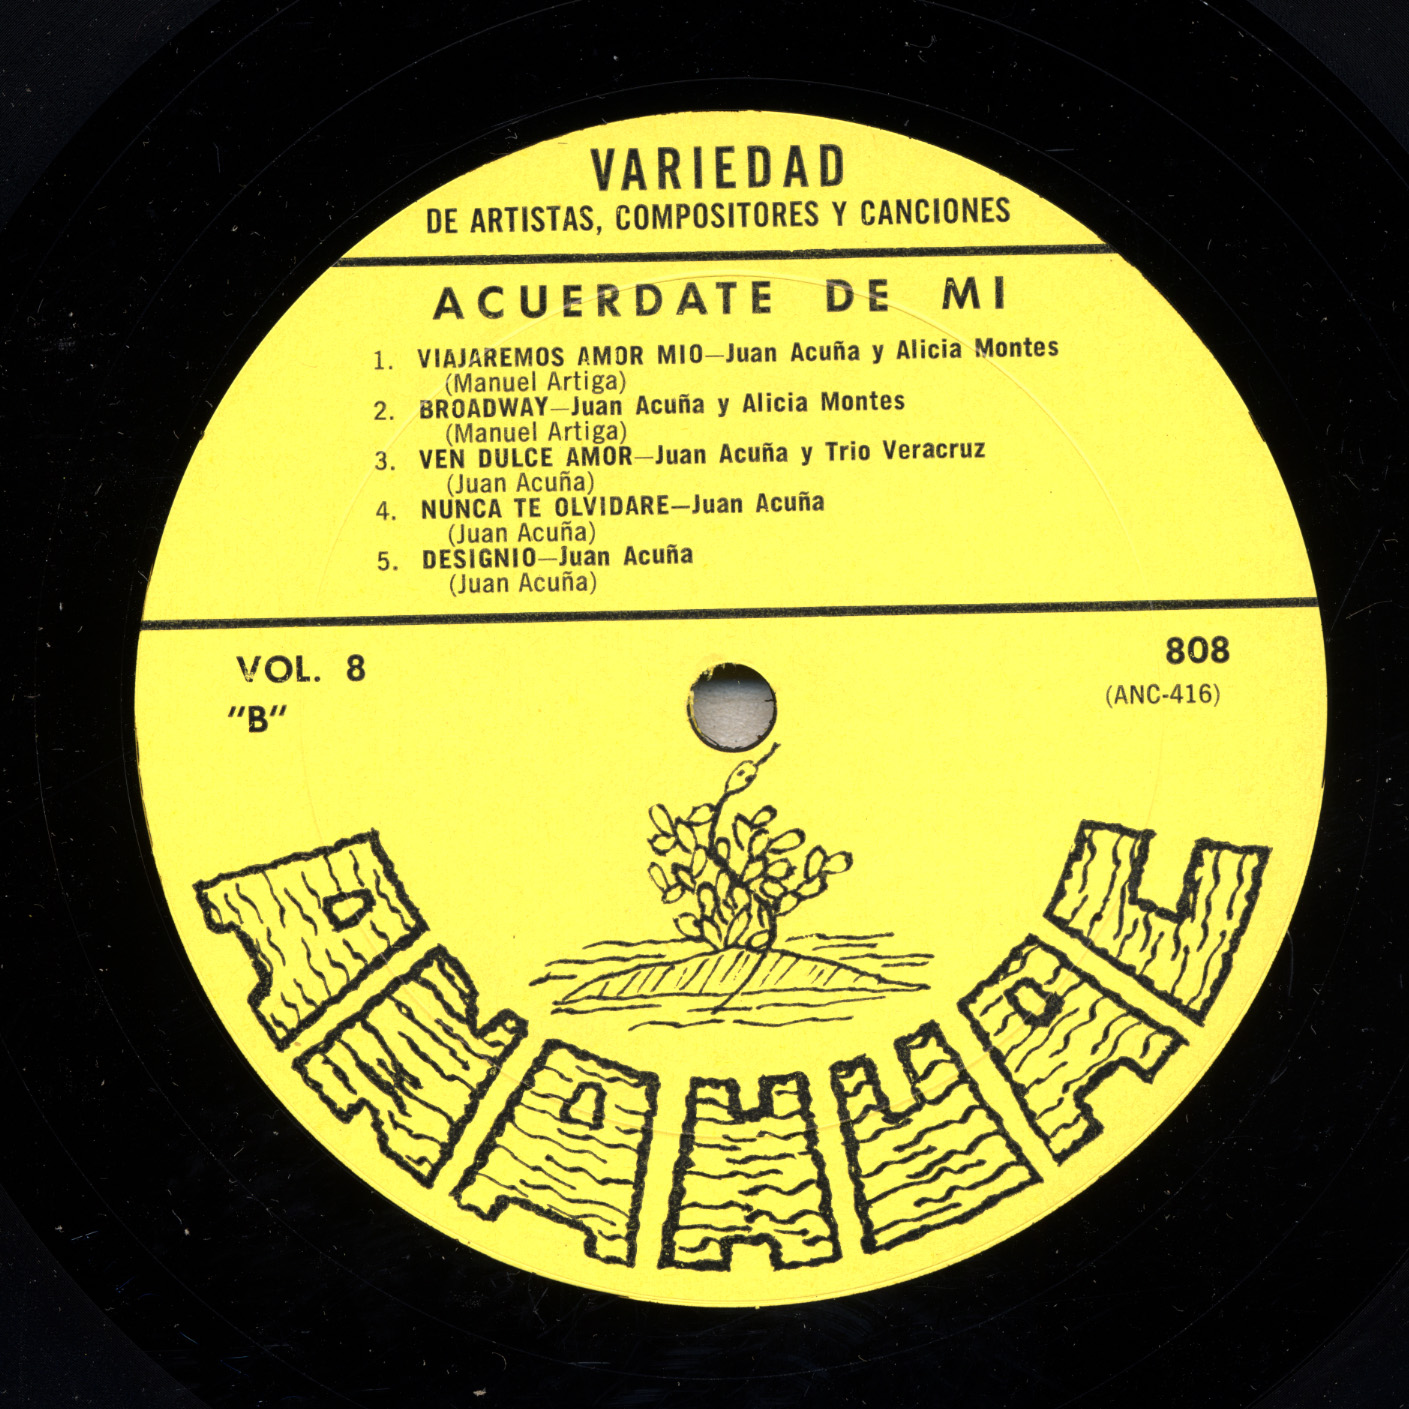 VARIEDAD
DE ARTISTAS, COMPOSITORES Y CANCIONES
ACUERDATE DE MI
1. VIAJAREMOS AMOR MIO—Juan Acuña y Alicia Montes
(Manuel Artiga)
2. BROADWAY—Juan Acuña y Alicia Montes
(Manuel Artiga)
3. VEN DULCE AMOR—Juan Acuña y Trio Veracruz
(Juan Acuña)
4. NUNCA TE OLVIDARE—Juan Acuña
(Juan Acuña)
5. DESIGNIO—Juan Acuña
(Juan Acuña)
VOL. 8
"B"
808
(ANC-416)
ANAHUAC